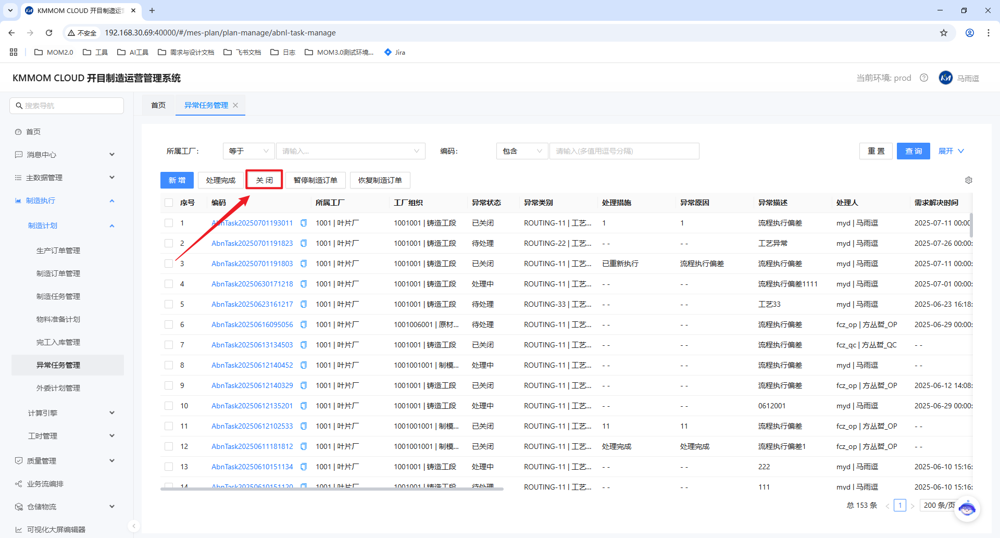 KMMOM CLOUD 开目制造运营
不安全 192.168.30.69:40000/#/mes-plan/plan-manage/abnl-task-manage
MOM2.0 工具 AI工具 需求与设计文档 飞书文档 日志 MOM3.0测试环境... Jira
KMMOM CLOUD 开目制造运营管理系统
当前环境: prod 马雨逗
搜索导航
首页
消息中心
主数据管理
制造执行
制造计划
生产订单管理
制造订单管理
制造任务管理
物料准备计划
完工入库管理
异常任务管理
外委计划管理
计算引擎
工时管理
质量管理
业务流编排
仓储物流
可视化大屏编辑器
首页 异常任务管理
所属工厂: 等于 请输入... 编码: 包含 请输入(多值用逗号分隔) 重 置 查 询 展开
新 增 处理完成 关 闭 暂停制造订单 恢复制造订单
序号 编码 所属工厂 工厂组织 异常状态 异常类别 处理措施 异常原因 异常描述 处理人 需求解决时间
1 AbnTask20250701193011 1001 | 叶片厂 1001001 | 铸造工段 已关闭 ROUTING-11 | 工艺... 1 1 流程执行偏差 myd | 马雨逗 2025-07-11 00:00
2 AbnTask20250701191823 1001 | 叶片厂 1001001 | 铸造工段 待处理 ROUTING-22 | 工艺... - - - - 工艺异常 myd | 马雨逗 2025-07-26 00:00:
3 AbnTask20250701191803 1001 | 叶片厂 1001001 | 铸造工段 已关闭 ROUTING-11 | 工艺... 已重新执行 流程执行偏差 流程执行偏差 myd | 马雨逗 2025-07-11 00:00:
4 AbnTask20250630171218 1001 | 叶片厂 1001001 | 铸造工段 处理中 ROUTING-11 | 工艺... - - - - 流程执行偏差1111 myd | 马雨逗 2025-07-01 00:00:
5 AbnTask20250623161217 1001 | 叶片厂 1001001 | 铸造工段 待处理 ROUTING-33 | 工艺... - - - - 工艺33 myd | 马雨逗 2025-06-23 16:18:
6 AbnTask20250616095056 1001 | 叶片厂 1001006001 | 原材... 待处理 ROUTING-11 | 工艺... - - - - 流程执行偏差 fcz_op | 方丛哲_OP 2025-06-29 00:00:
7 AbnTask20250613134503 1001 | 叶片厂 1001001 | 铸造工段 已关闭 ROUTING-11 | 工艺... - - - - 流程执行偏差 fcz_qc | 方丛哲_QC - -
8 AbnTask20250612140452 1001 | 叶片厂 1001001001 | 制模... 处理中 ROUTING-11 | 工艺... - - - - 流程执行偏差 myd | 马雨逗 - -
9 AbnTask20250612140329 1001 | 叶片厂 1001001 | 铸造工段 已关闭 ROUTING-11 | 工艺... - - - - 流程执行偏差 fcz_op | 方丛哲_OP 2025-06-12 14:08:
10 AbnTask20250612135201 1001 | 叶片厂 1001001 | 铸造工段 处理中 ROUTING-11 | 工艺... - - - - 0612001 myd | 马雨逗 2025-06-29 00:00:
11 AbnTask20250612102533 1001 | 叶片厂 1001001001 | 制模... 已关闭 ROUTING-11 | 工艺... 11 11 流程执行偏差 fcz_op | 方丛哲_OP - -
12 AbnTask20250611181812 1001 | 叶片厂 1001001001 | 制模... 已关闭 ROUTING-11 | 工艺... 处理完成 处理完成 流程执行偏差1 fcz_op | 方丛哲_OP - -
13 AbnTask20250610151134 1001 | 叶片厂 1001001 | 铸造工段 处理中 ROUTING-11 | 工艺... - - - - 222 myd | 马雨逗 2025-06-10 15:16:
14 AbnTask20250610151120 1001 | 叶片厂 1001001 | 铸造工段 待处理 ROUTING-11 | 工艺... - - - - 111 myd | 马雨逗 2025-06-10 15:16:
总 153 条 1 200 条/页